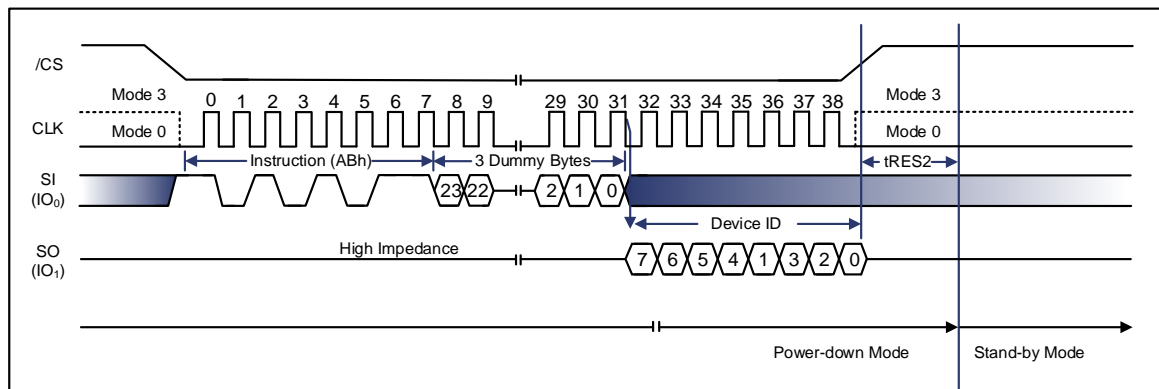 /CS
Mode 3 0 1 2 3 4 5 6 7 8 9 29 30 31 32 33 34 35 36 37 38 Mode 3
CLK
Mode 0 Mode 0
Instruction (ABh) 3 Dummy Bytes tRES2
SI
(IO₀)
23 22 2 1 0
Device ID
SO
(IO₁)
High Impedance
7 6 5 4 1 3 2 0
Power-down Mode Stand-by Mode